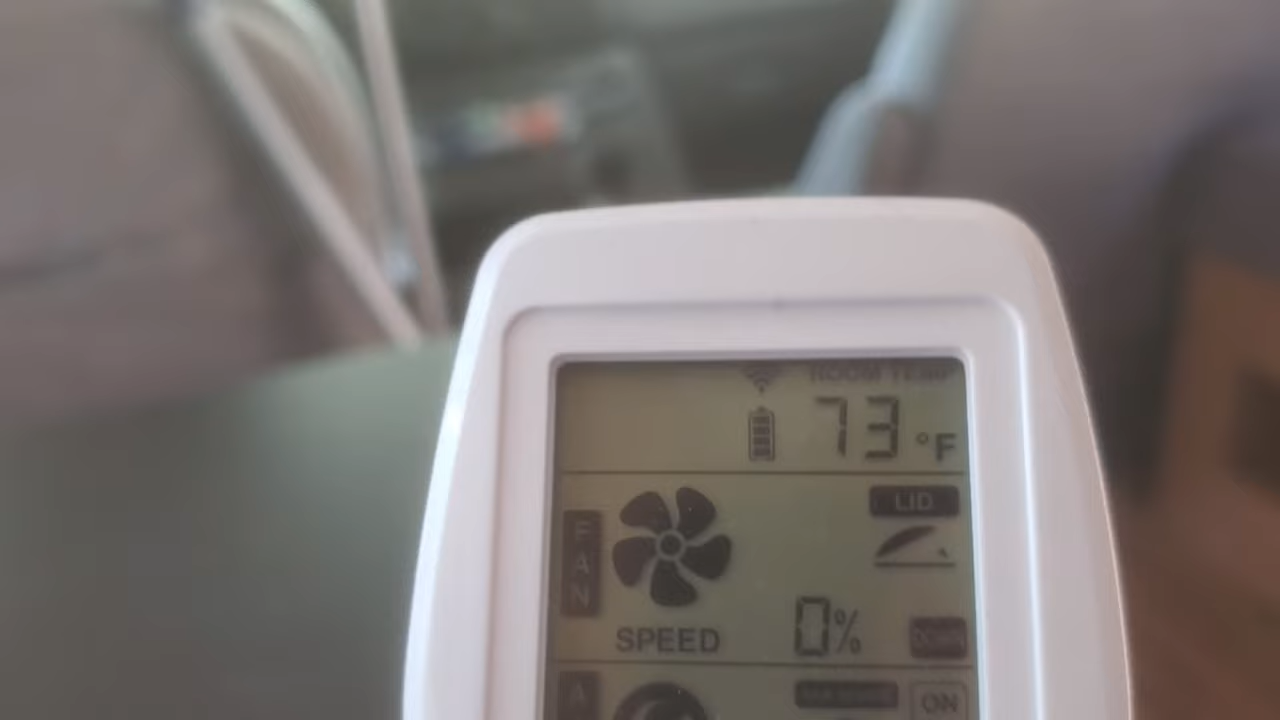 ROOM TEMP
73 °F
LID
FAN
SPEED
0%
DOWN
A
ON